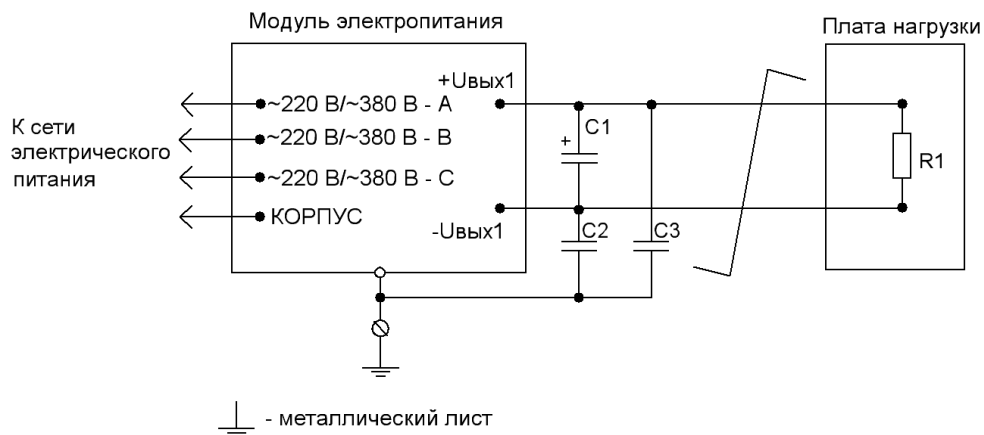 Модуль электропитания
Плата нагрузки
+Uвых1
~220 В/~380 В - A
~220 В/~380 В - B
~220 В/~380 В - C
КОРПУС
-Uвых1
К сети
электрического
питания
C1
+
C2
C3
R1
- металлический лист